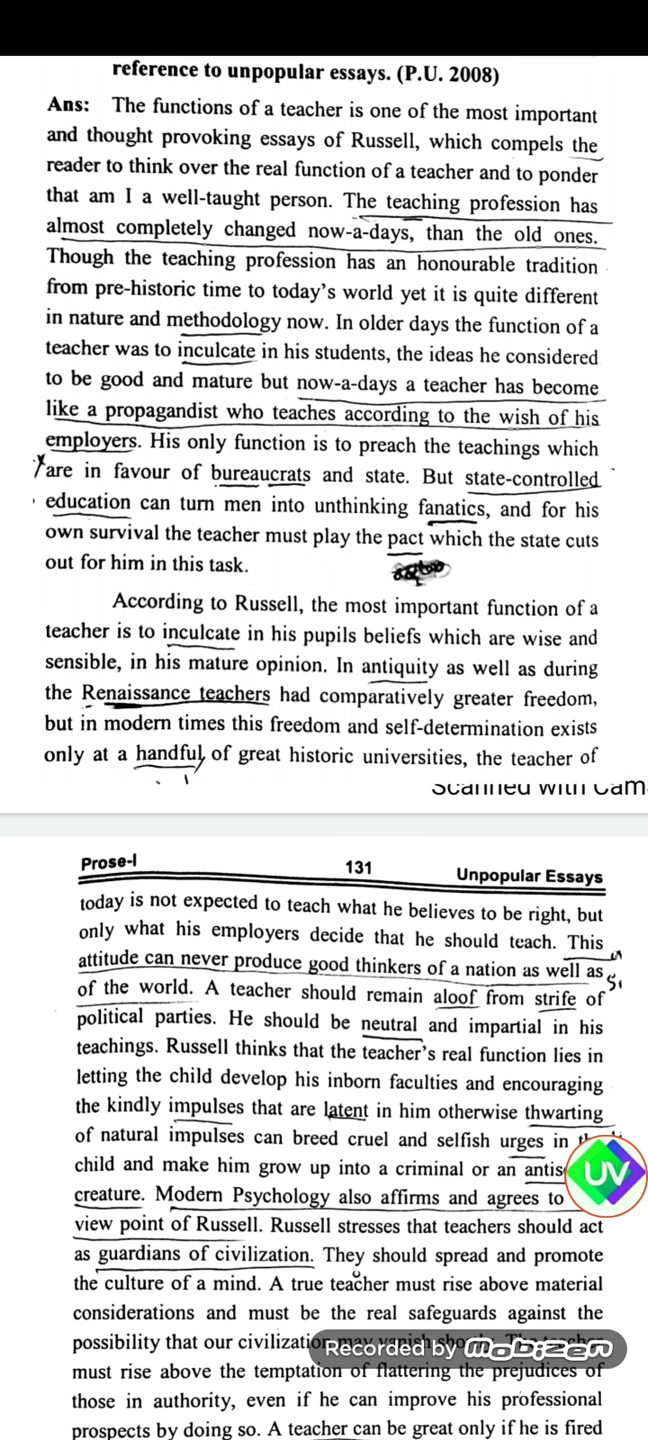 reference to unpopular essays. (P.U. 2008)
Ans: The functions of a teacher is one of the most important
and thought provoking essays of Russell, which compels the
reader to think over the real function of a teacher and to ponder
that am I a well-taught person. The teaching profession has
almost completely changed now-a-days, than the old ones.
Though the teaching profession has an honourable tradition
from pre-historic time to today's world yet it is quite different
in nature and methodology now. In older days the function of a
teacher was to inculcate in his students, the ideas he considered
to be good and mature but now-a-days a teacher has become
like a propagandist who teaches according to the wish of his
employers. His only function is to preach the teachings which
are in favour of bureaucrats and state. But state-controlled
education can turn men into unthinking fanatics, and for his
own survival the teacher must play the pact which the state cuts
out for him in this task.
According to Russell, the most important function of a
teacher is to inculcate in his pupils beliefs which are wise and
sensible, in his mature opinion. In antiquity as well as during
the Renaissance teachers had comparatively greater freedom,
but in modern times this freedom and self-determination exists
only at a handful of great historic universities, the teacher of
Scanned with Cam
Prose-I 131 Unpopular Essays
today is not expected to teach what he believes to be right, but
only what his employers decide that he should teach. This
attitude can never produce good thinkers of a nation as well as
of the world. A teacher should remain aloof from strife of
political parties. He should be neutral and impartial in his
teachings. Russell thinks that the teacher's real function lies in
letting the child develop his inborn faculties and encouraging
the kindly impulses that are latent in him otherwise thwarting
of natural impulses can breed cruel and selfish urges in
child and make him grow up into a criminal or an antis
UV
creature. Modern Psychology also affirms and agrees to
view point of Russell. Russell stresses that teachers should act
as guardians of civilization. They should spread and promote
the culture of a mind. A true teacher must rise above material
considerations and must be the real safeguards against the
possibility that our civilization may vanish shortly. The teacher
Recorded by mobizen
must rise above the temptation of flattering the prejudices of
those in authority, even if he can improve his professional
prospects by doing so. A teacher can be great only if he is fired